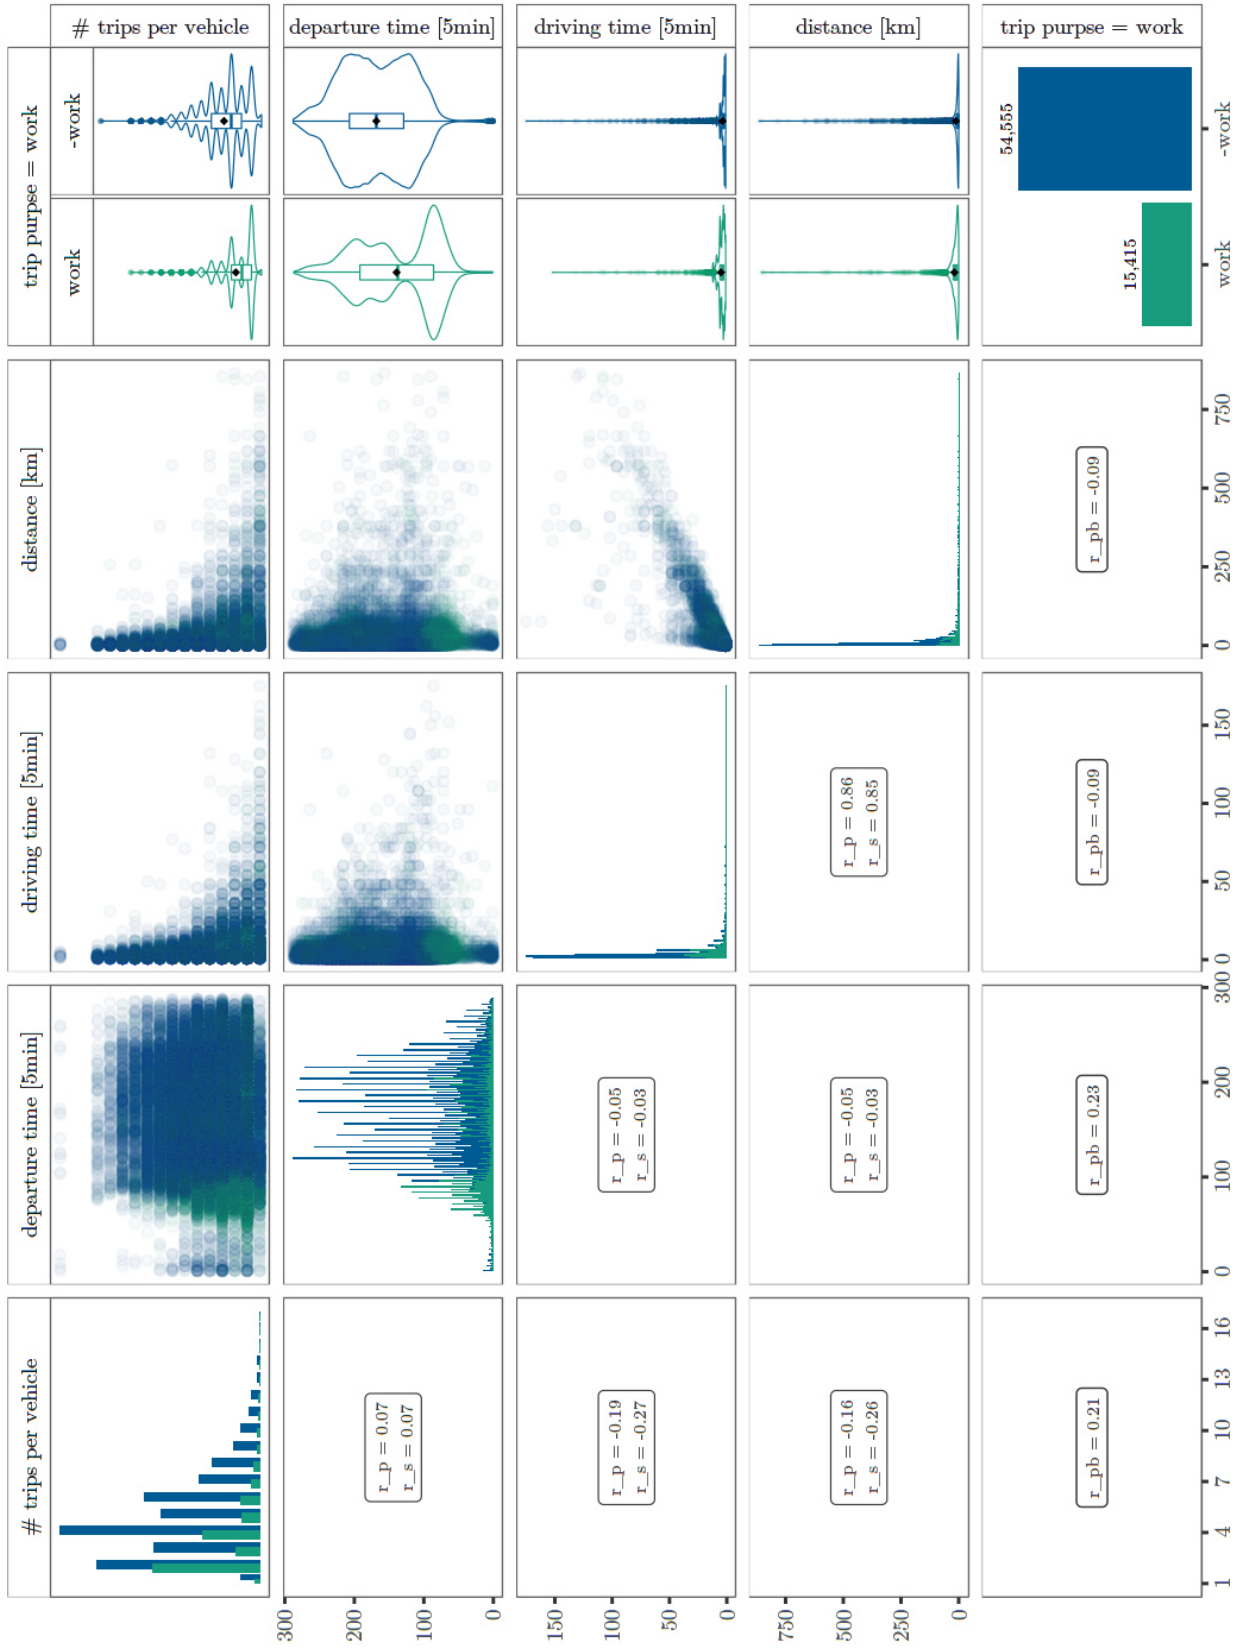 # trips per vehicle
departure time [5min]
driving time [5min]
distance [km]
trip purpse = work
work
-work
# trips per vehicle
300
200
100
0
r_p = 0.07
r_s = 0.07
departure time [5min]
150
100
50
0
r_p = -0.19
r_s = -0.27
r_p = -0.05
r_s = -0.03
driving time [5min]
750
500
250
0
r_p = -0.16
r_s = -0.26
r_p = -0.05
r_s = -0.03
r_p = 0.86
r_s = 0.85
distance [km]
r_pb = 0.21
r_pb = 0.23
r_pb = -0.09
r_pb = -0.09
15,415
54,555
trip purpse = work
1
4
7
10
13
16
0
100
200
300
0
50
100
150
0
250
500
750
work
-work